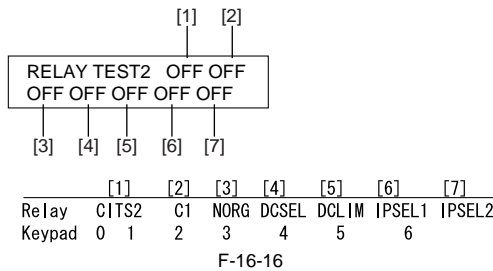 [1] [2]
RELAY TEST2 OFF OFF
OFF OFF OFF OFF OFF
[3] [4] [5] [6] [7]
[1] [2] [3] [4] [5] [6] [7]
Relay CITS2 C1 NORG DCSEL DCLIM IPSEL1 IPSEL2
Keypad 0 1 2 3 4 5 6
F-16-16